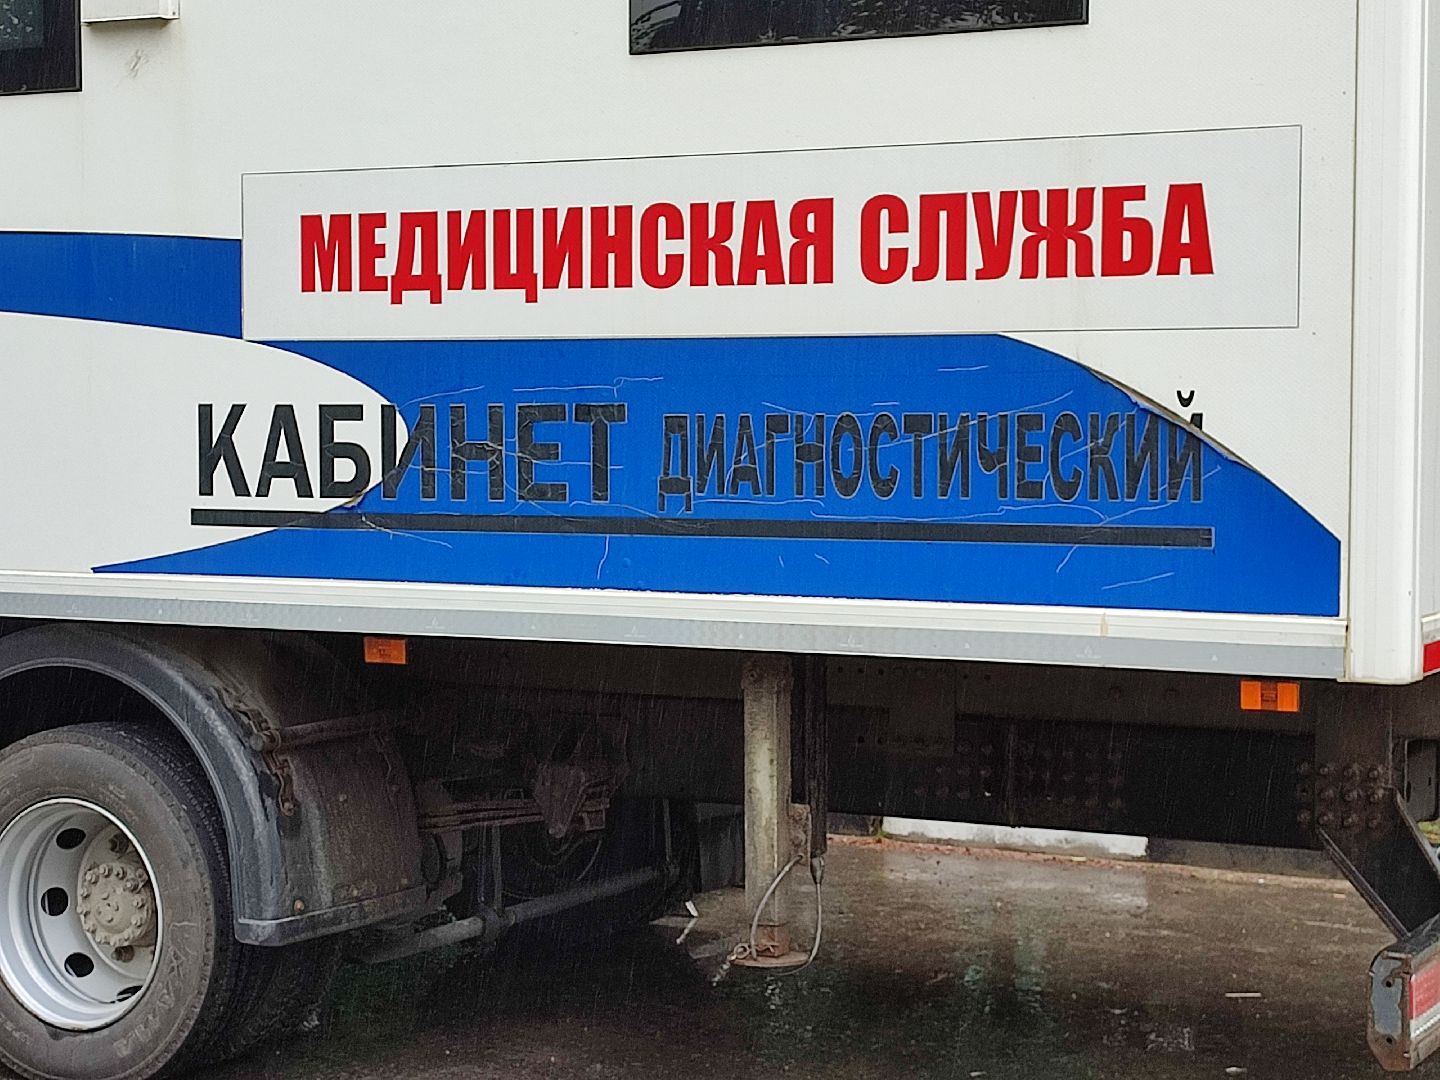 МЕДИЦИНСКАЯ СЛУЖБА
КАБИНЕТ ДИАГНОСТИЧЕСКИЙ